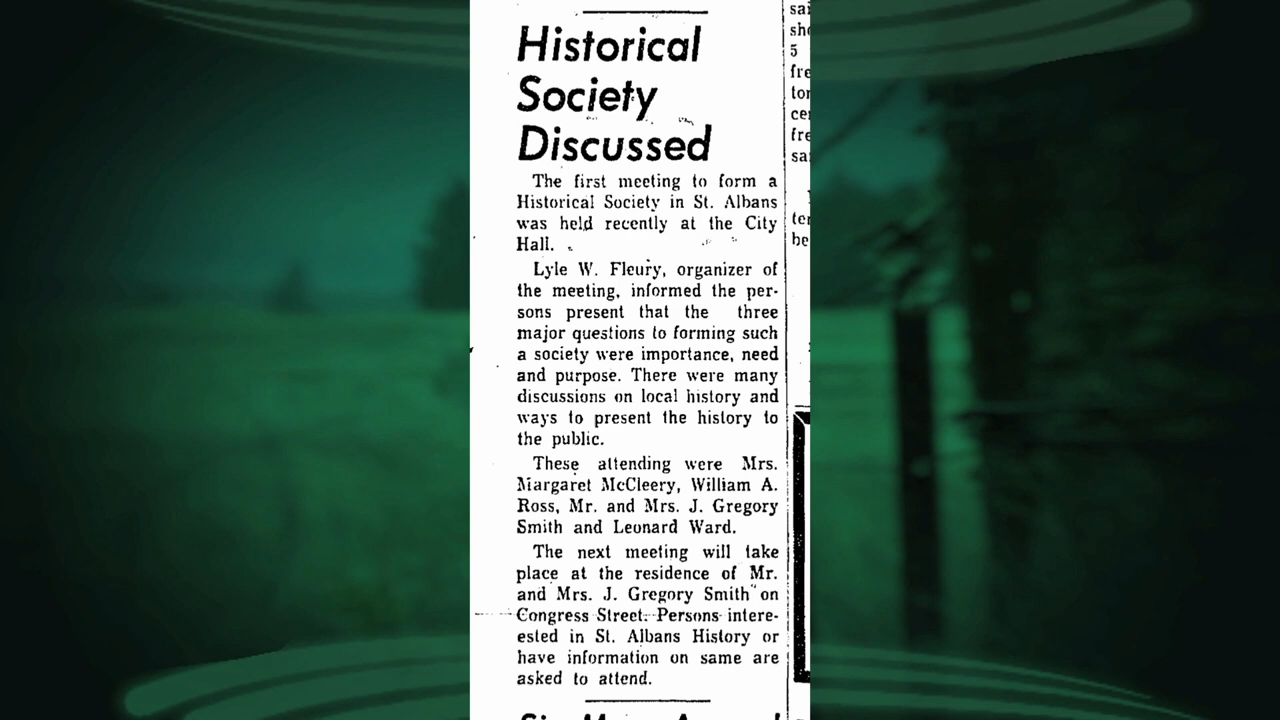 Historical
Society
Discussed
The first meeting to form a
Historical Society in St. Albans
was held recently at the City
Hall.
Lyle W. Fleury, organizer of
the meeting, informed the per-
sons present that the three
major questions to forming such
a society were importance, need
and purpose. There were many
discussions on local history and
ways to present the history to
the public.
These attending were Mrs.
Margaret McCleery, William A.
Ross, Mr. and Mrs. J. Gregory
Smith and Leonard Ward.
The next meeting will take
place at the residence of Mr.
and Mrs. J. Gregory Smith on
Congress Street. Persons intere-
ested in St. Albans History or
have information on same are
asked to attend.